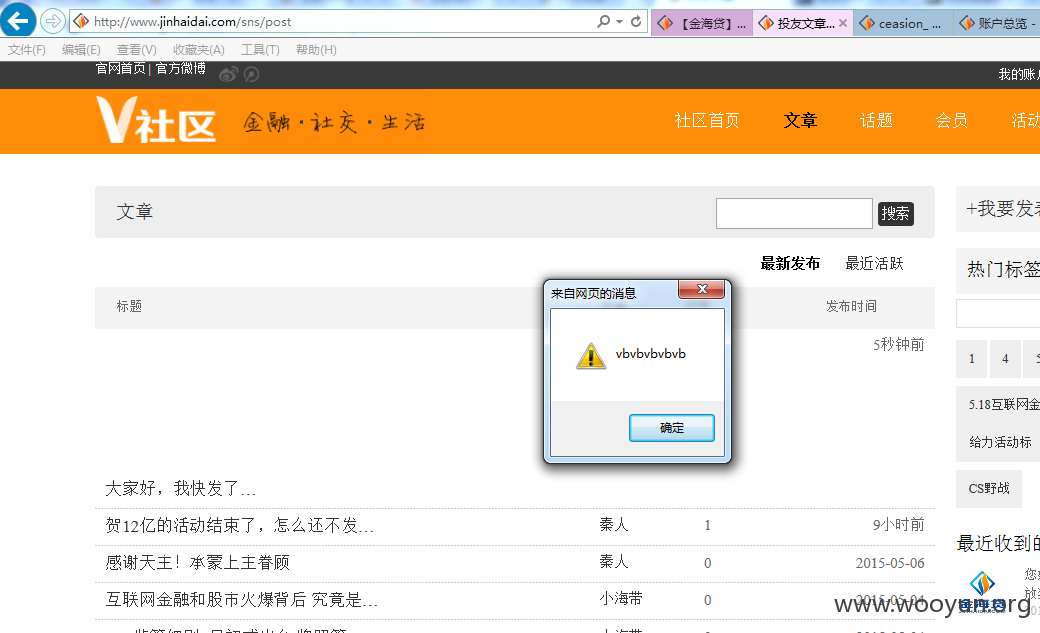 http://www.jinhaidai.com/sns/post
【金海贷】...
投友文章...
ceasion_ ...
账户总览 -
文件(F) 编辑(E) 查看(V) 收藏夹(A) 工具(T) 帮助(H)
官网首页 | 官方微博
我的账户
V社区
金融·社交·生活
社区首页 文章 话题 会员 活动
文章
搜索
+我要发表
最新发布 最近活跃
热门标签
标题
发布时间
来自网页的消息
vbvbvbvbvb
确定
5秒钟前
1 4 5
5.18互联网金
给力活动标
CS野战
大家好，我快发了…
贺12亿的活动结束了，怎么还不发… 秦人 1 9小时前
感谢天主！承蒙上主眷顾 秦人 0 2015-05-06
互联网金融和股市火爆背后 究竟是… 小海带 0 2015-05-04
最近收到的
金海贷
www.wooyun.org